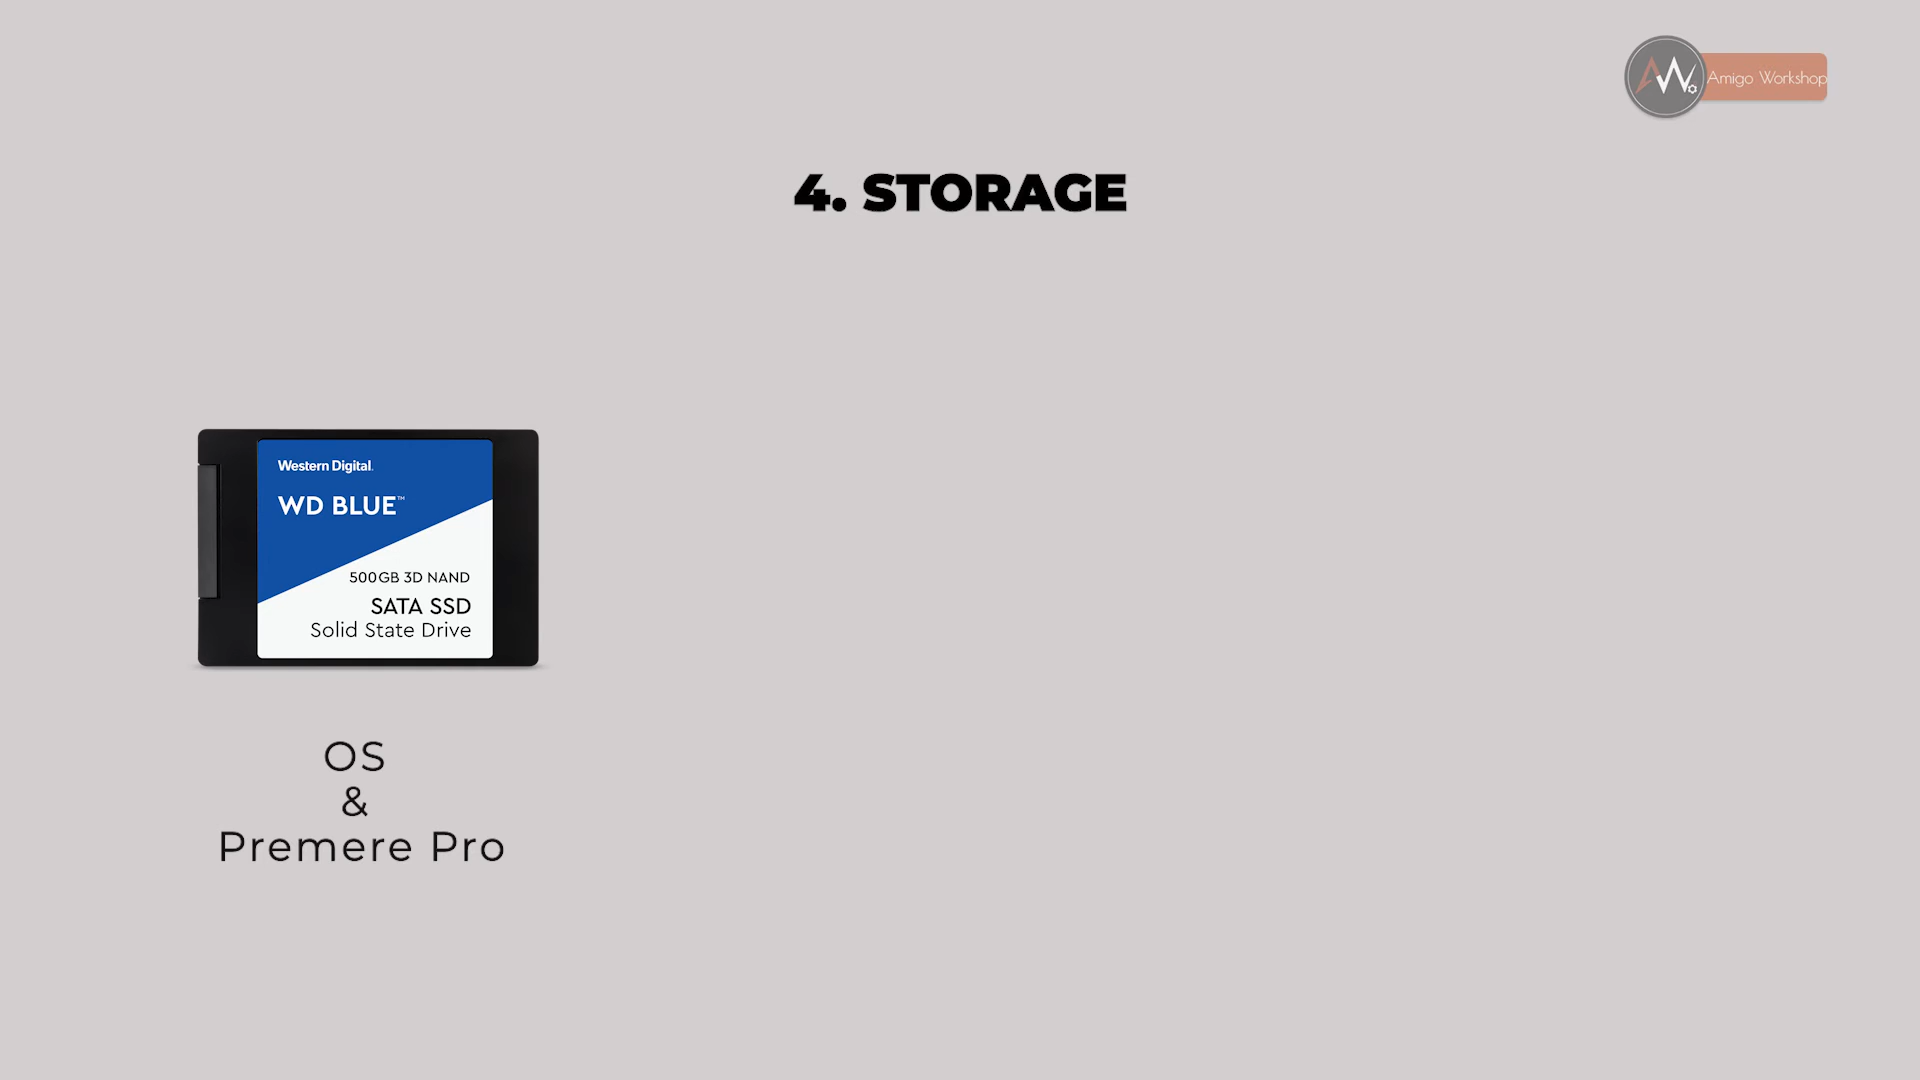 Amigo Workshop
4. STORAGE
Western Digital.
WD BLUE™
500GB 3D NAND
SATA SSD
Solid State Drive
OS
&
Premere Pro